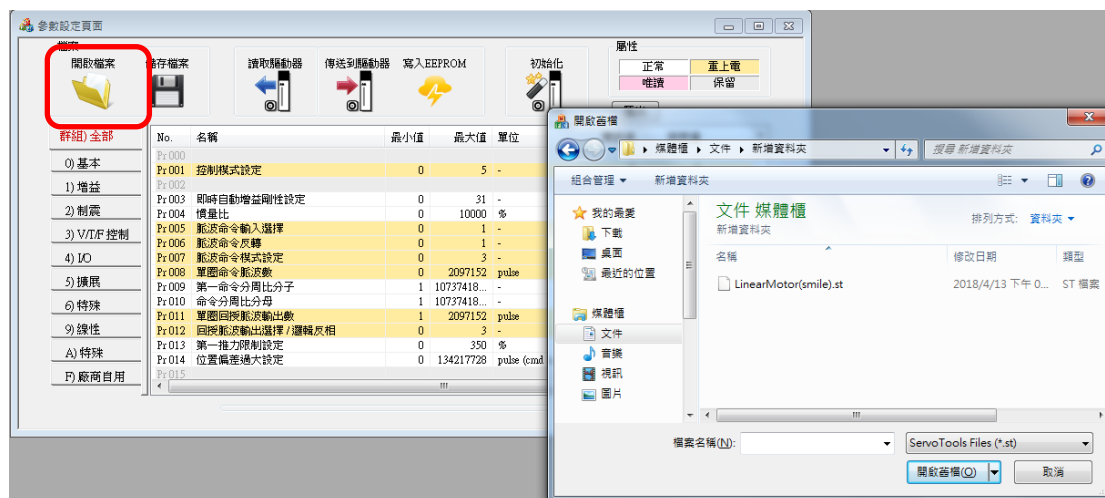 參數設定頁面
檔案
開啟檔案 儲存檔案 讀取驅動器 傳送到驅動器 寫入EEPROM 初始化
屬性
正常 重上電
唯讀 保留
群組) 全部
0) 基本
1) 增益
2) 制震
3) V/T/F 控制
4) I/O
5) 擴展
6) 特殊
9) 線性
A) 特殊
F) 廠商自用
No. 名稱 最小值 最大值 單位
Pr 000
Pr 001 控制模式設定 0 5 -
Pr 002
Pr 003 即時自動增益剛性設定 0 31 -
Pr 004 慣量比 0 10000 %
Pr 005 脈波命令輸入選擇 0 1 -
Pr 006 脈波命令反轉 0 1 -
Pr 007 脈波命令模式設定 0 3 -
Pr 008 單圈命令脈波數 0 2097152 pulse
Pr 009 第一命令分周比分子 1 10737418... -
Pr 010 命令分周比分母 1 10737418... -
Pr 011 單圈回授脈波輸出數 1 2097152 pulse
Pr 012 回授脈波輸出選擇 / 邏輯反相 0 3 -
Pr 013 第一推力限制設定 0 350 %
Pr 014 位置偏差過大設定 0 134217728 pulse (cmd
Pr 015
開啟舊檔
媒體櫃 ▸ 文件 ▸ 新增資料夾
搜尋 新增資料夾
組合管理 新增資料夾
我的最愛
下載
桌面
最近的位置
媒體櫃
文件
音樂
視訊
圖片
文件 媒體櫃
新增資料夾
排列方式: 資料夾
名稱 修改日期 類型
LinearMotor(smile).st 2018/4/13 下午 0... ST 檔案
檔案名稱(N): ServoTools Files (*.st)
開啟舊檔(O) 取消